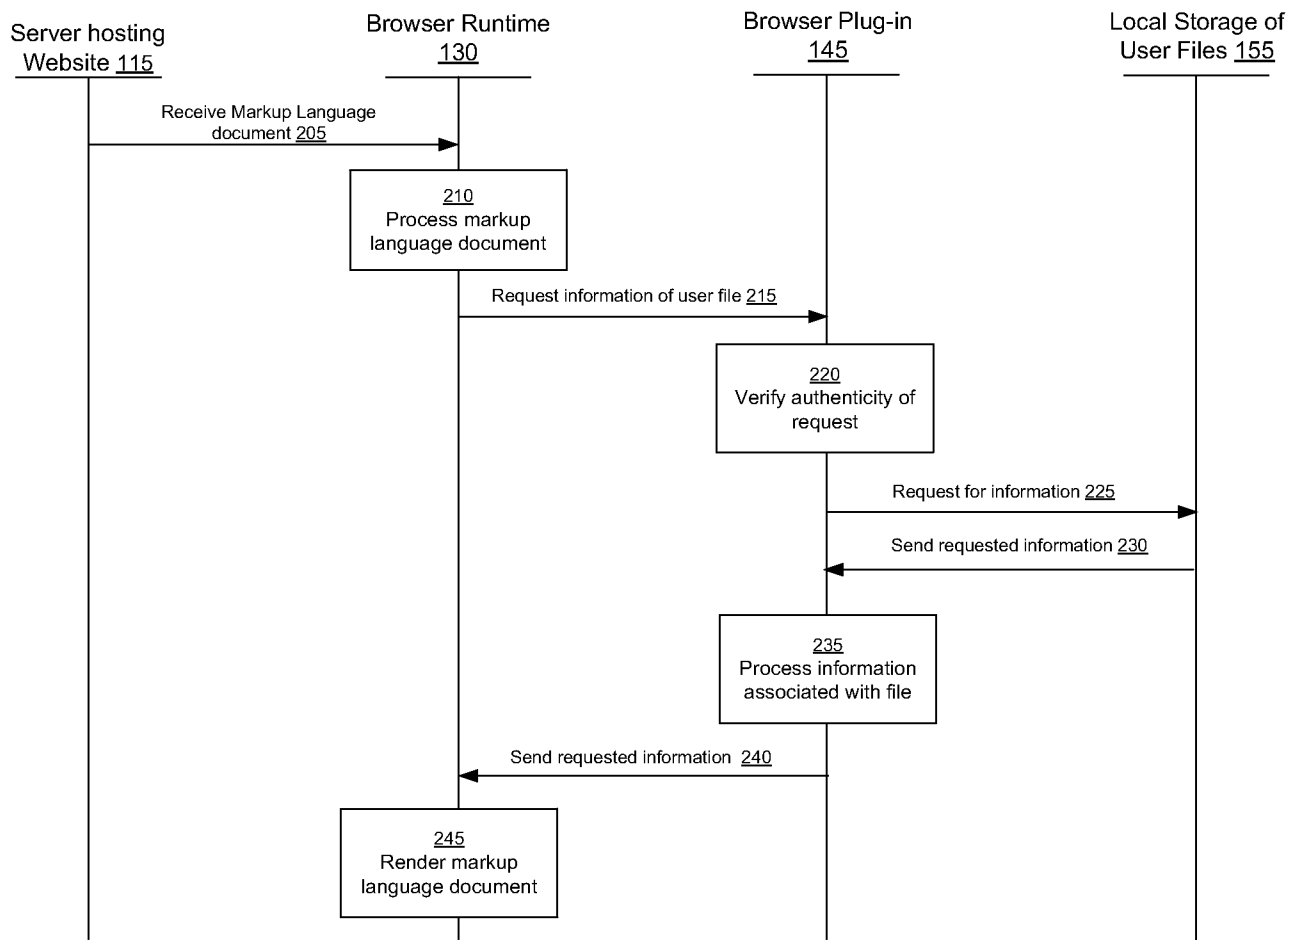 Server hosting
Website 115
Browser Runtime
130
Browser Plug-in
145
Local Storage of
User Files 155
Receive Markup Language
document 205
210
Process markup
language document
Request information of user file 215
220
Verify authenticity of
request
Request for information 225
Send requested information 230
235
Process information
associated with file
Send requested information 240
245
Render markup
language document